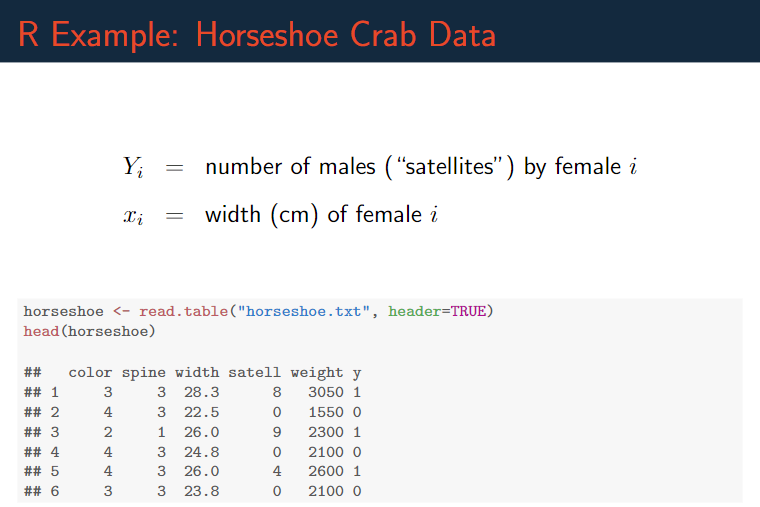 R Example: Horseshoe Crab Data
Yᵢ = number of males (“satellites”) by female i
xᵢ = width (cm) of female i
horseshoe <- read.table("horseshoe.txt", header=TRUE)
head(horseshoe)
##   color spine width satell weight y
## 1     3     3  28.3      8   3050 1
## 2     4     3  22.5      0   1550 0
## 3     2     1  26.0      9   2300 1
## 4     4     3  24.8      0   2100 0
## 5     4     3  26.0      4   2600 1
## 6     3     3  23.8      0   2100 0